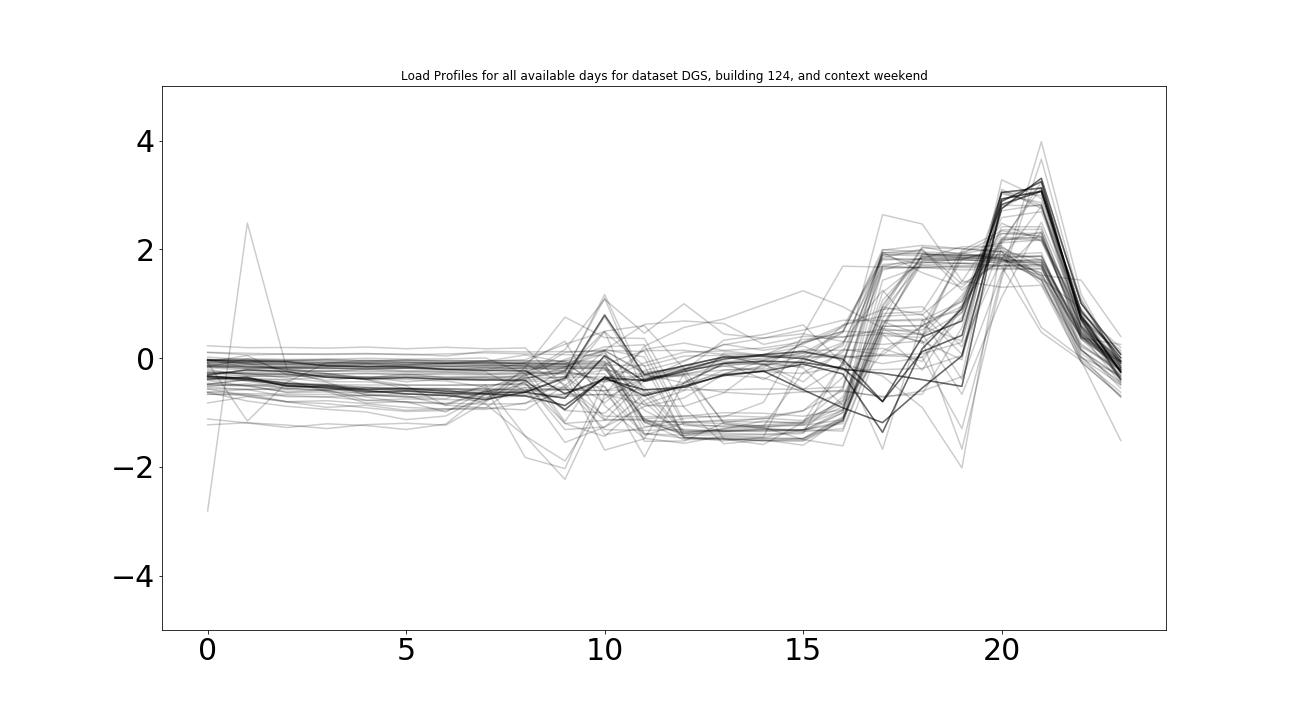 Load Profiles for all available days for dataset DGS, building 124, and context weekend
4
2
0
−2
−4
0 5 10 15 20